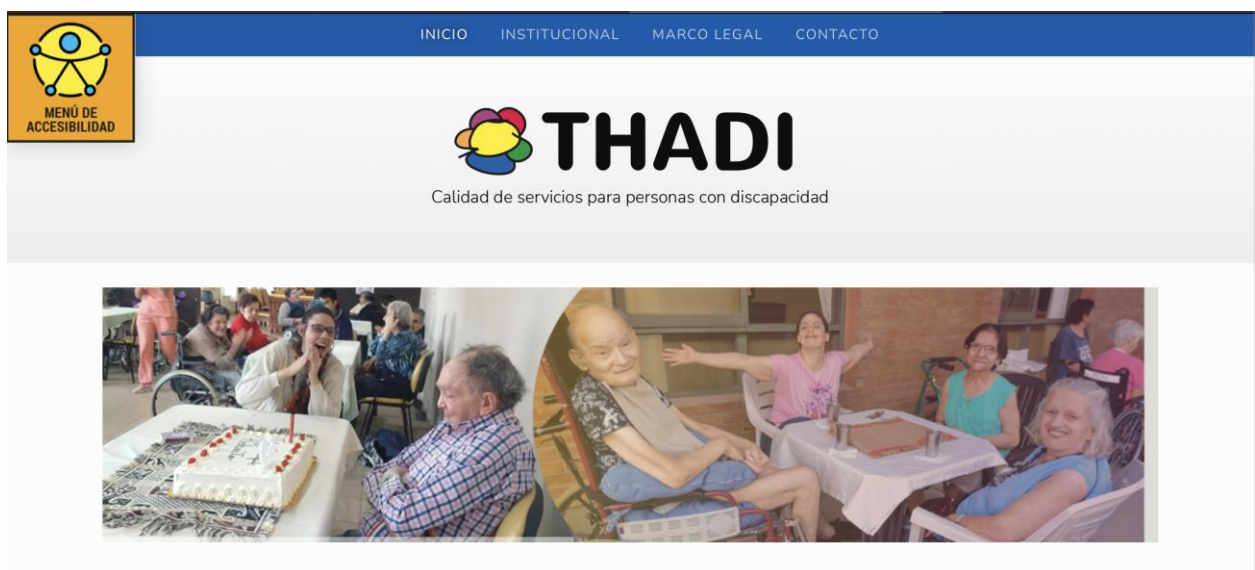 INICIO INSTITUCIONAL MARCO LEGAL CONTACTO
MENÚ DE
ACCESIBILIDAD
THADI
Calidad de servicios para personas con discapacidad